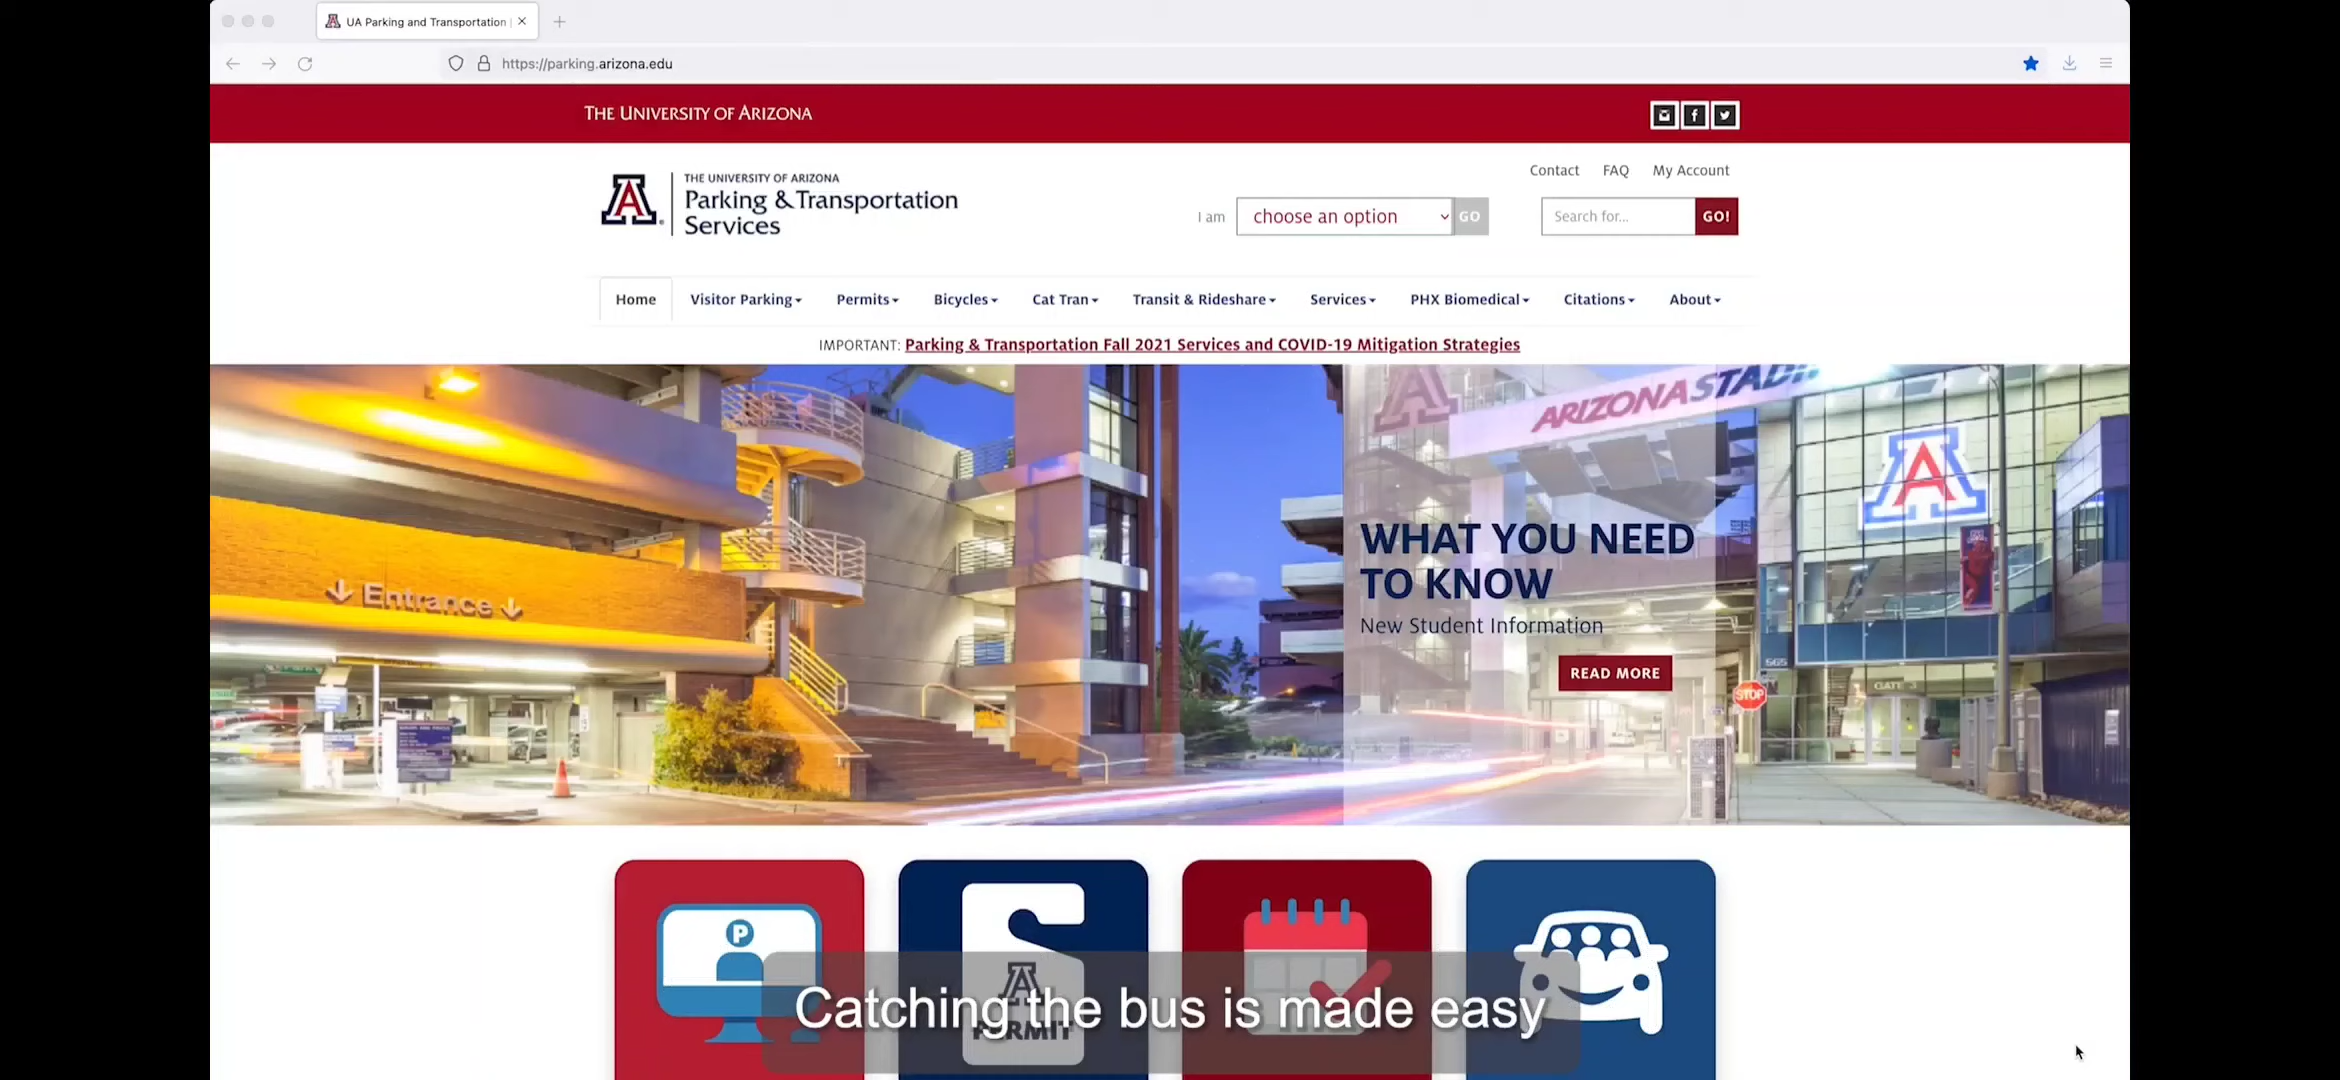 UA Parking and Transportation |
https://parking.arizona.edu
THE UNIVERSITY OF ARIZONA
Contact FAQ My Account
THE UNIVERSITY OF ARIZONA
Parking & Transportation
Services
I am choose an option GO
Search for... GO!
Home Visitor Parking Permits Bicycles Cat Tran Transit & Rideshare Services PHX Biomedical Citations About
IMPORTANT: Parking & Transportation Fall 2021 Services and COVID-19 Mitigation Strategies
ARIZONA STADI
A
WHAT YOU NEED
TO KNOW
New Student Information
READ MORE
Entrance
565
GATE 3
STOP
P
A
PERMIT
Catching the bus is made easy